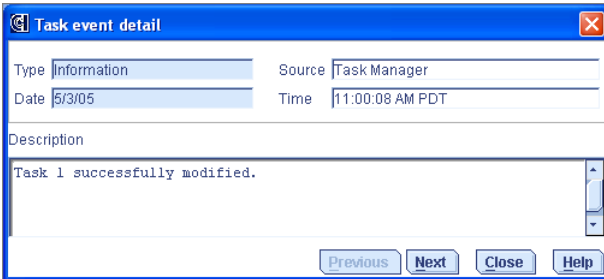 Task event detail
Type Information Source Task Manager
Date 5/3/05 Time 11:00:08 AM PDT
Description
Task 1 successfully modified.
Previous Next Close Help